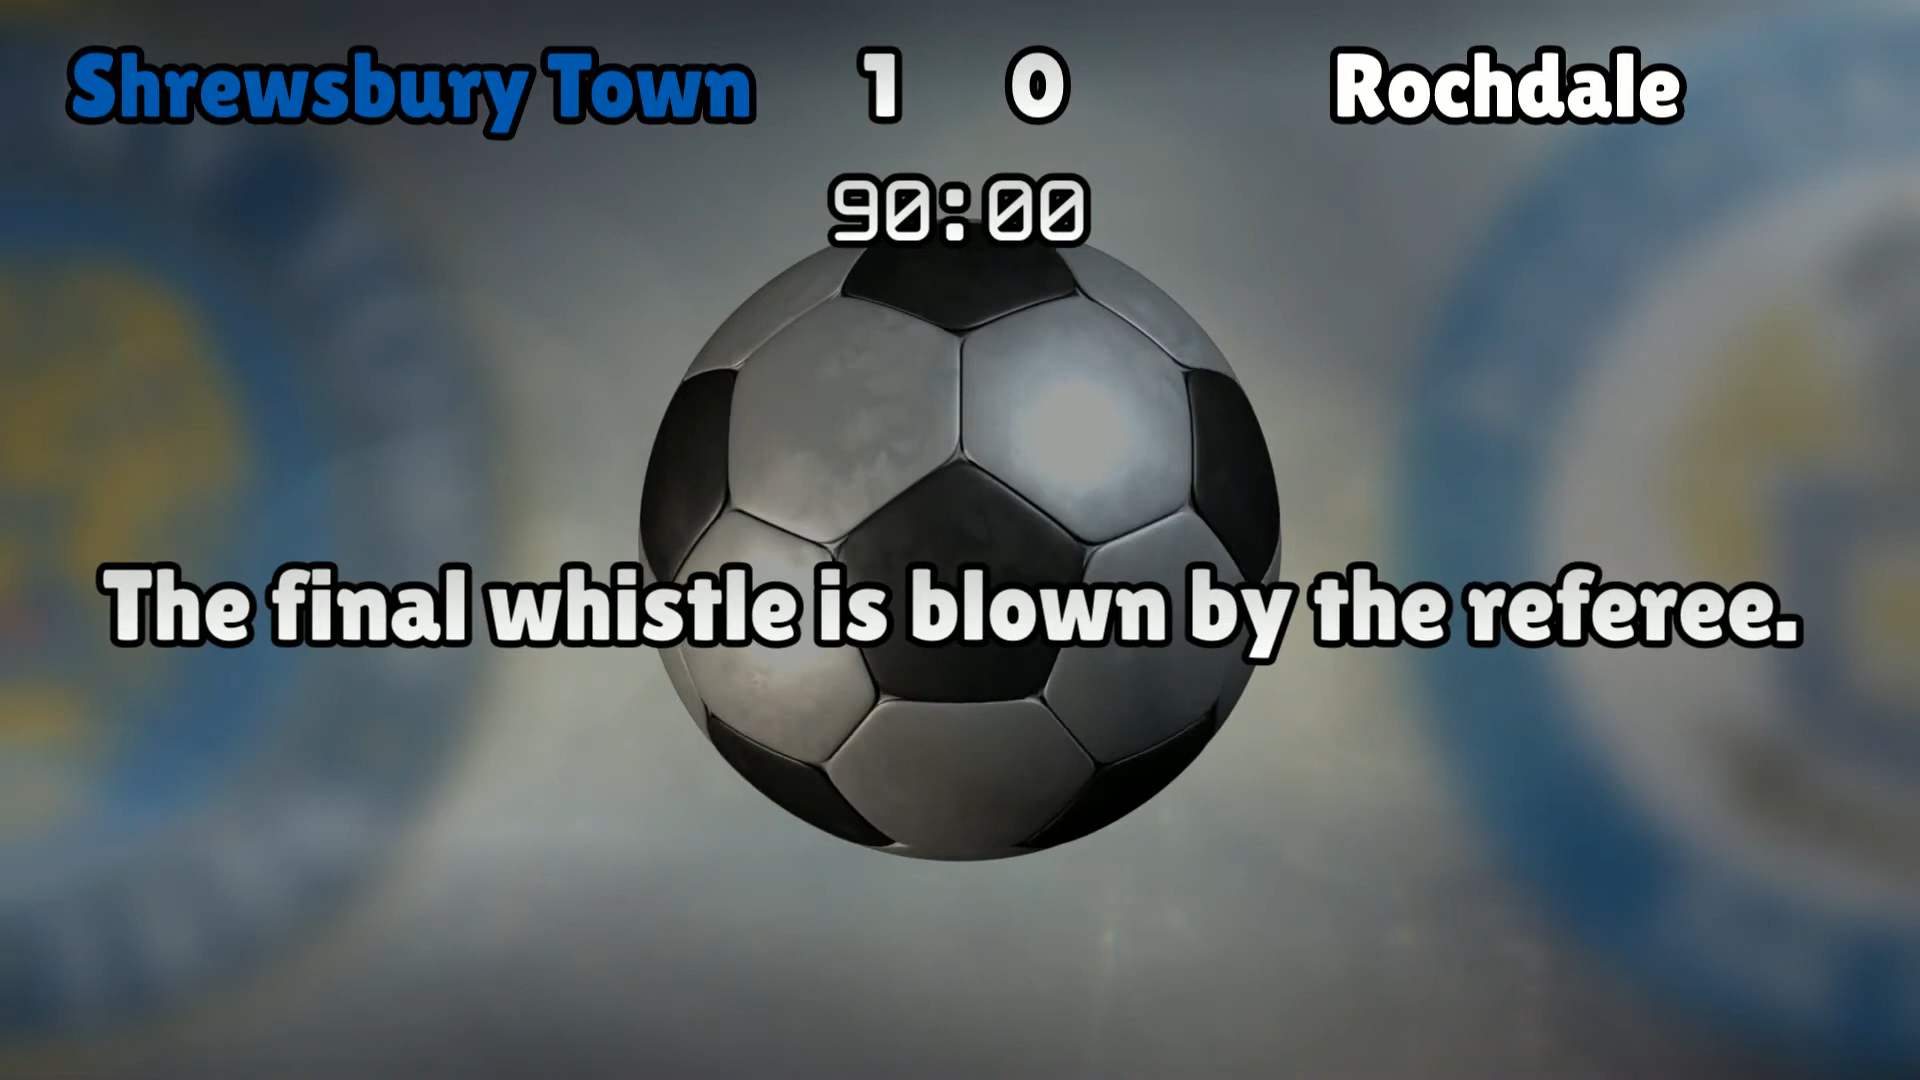 Shrewsbury Town 1 0 Rochdale
90:00
The final whistle is blown by the referee.